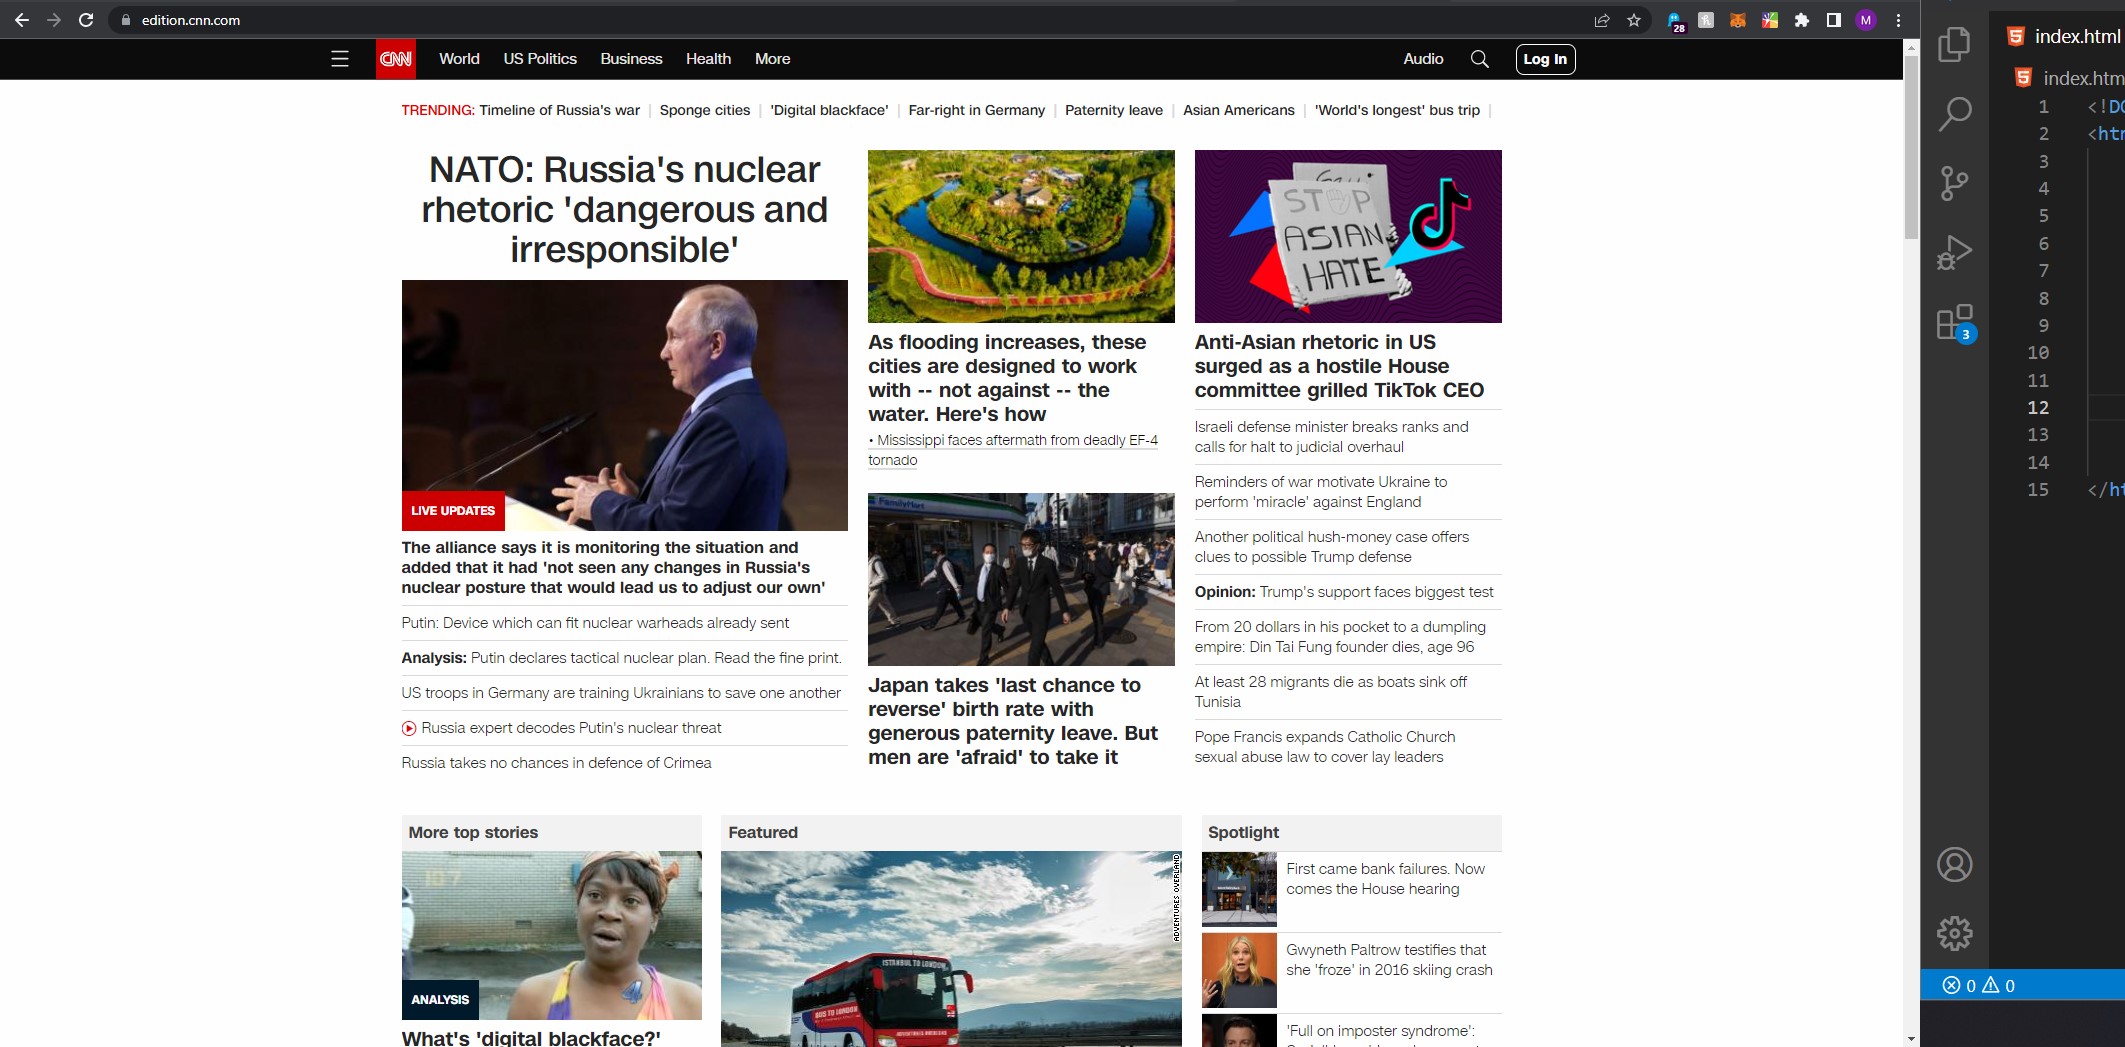 edition.cnn.com
28
M
CNN
World
US Politics
Business
Health
More
Audio
Log In
TRENDING: Timeline of Russia's war | Sponge cities | 'Digital blackface' | Far-right in Germany | Paternity leave | Asian Americans | 'World's longest' bus trip |
NATO: Russia's nuclear
rhetoric 'dangerous and
irresponsible'
LIVE UPDATES
The alliance says it is monitoring the situation and
added that it had 'not seen any changes in Russia's
nuclear posture that would lead us to adjust our own'
Putin: Device which can fit nuclear warheads already sent
Analysis: Putin declares tactical nuclear plan. Read the fine print.
US troops in Germany are training Ukrainians to save one another
Russia expert decodes Putin's nuclear threat
Russia takes no chances in defence of Crimea
As flooding increases, these
cities are designed to work
with -- not against -- the
water. Here's how
• Mississippi faces aftermath from deadly EF-4
tornado
FamilyMart
Japan takes 'last chance to
reverse' birth rate with
generous paternity leave. But
men are 'afraid' to take it
STOP
ASIAN
HATE
Anti-Asian rhetoric in US
surged as a hostile House
committee grilled TikTok CEO
Israeli defense minister breaks ranks and
calls for halt to judicial overhaul
Reminders of war motivate Ukraine to
perform 'miracle' against England
Another political hush-money case offers
clues to possible Trump defense
Opinion: Trump's support faces biggest test
From 20 dollars in his pocket to a dumpling
empire: Din Tai Fung founder dies, age 96
At least 28 migrants die as boats sink off
Tunisia
Pope Francis expands Catholic Church
sexual abuse law to cover lay leaders
More top stories
107
4
ANALYSIS
What's 'digital blackface?'
Featured
ADVENTURES OVERLAND
ISTANBUL TO LONDON
BUS TO LONDON
Spotlight
First came bank failures. Now
comes the House hearing
Gwyneth Paltrow testifies that
she 'froze' in 2016 skiing crash
'Full on imposter syndrome':
index.html
index.htm
1 <!DO
2 <htm
3
4
5
6
7
8
9
10
11
12
13
14
15 </ht
3
0 0